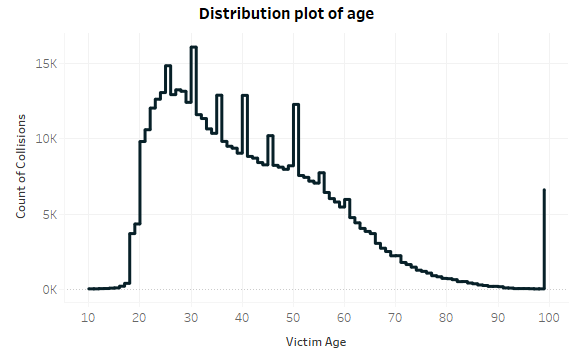 Distribution plot of age
Count of Collisions
15K
10K
5K
0K
10 20 30 40 50 60 70 80 90 100
Victim Age